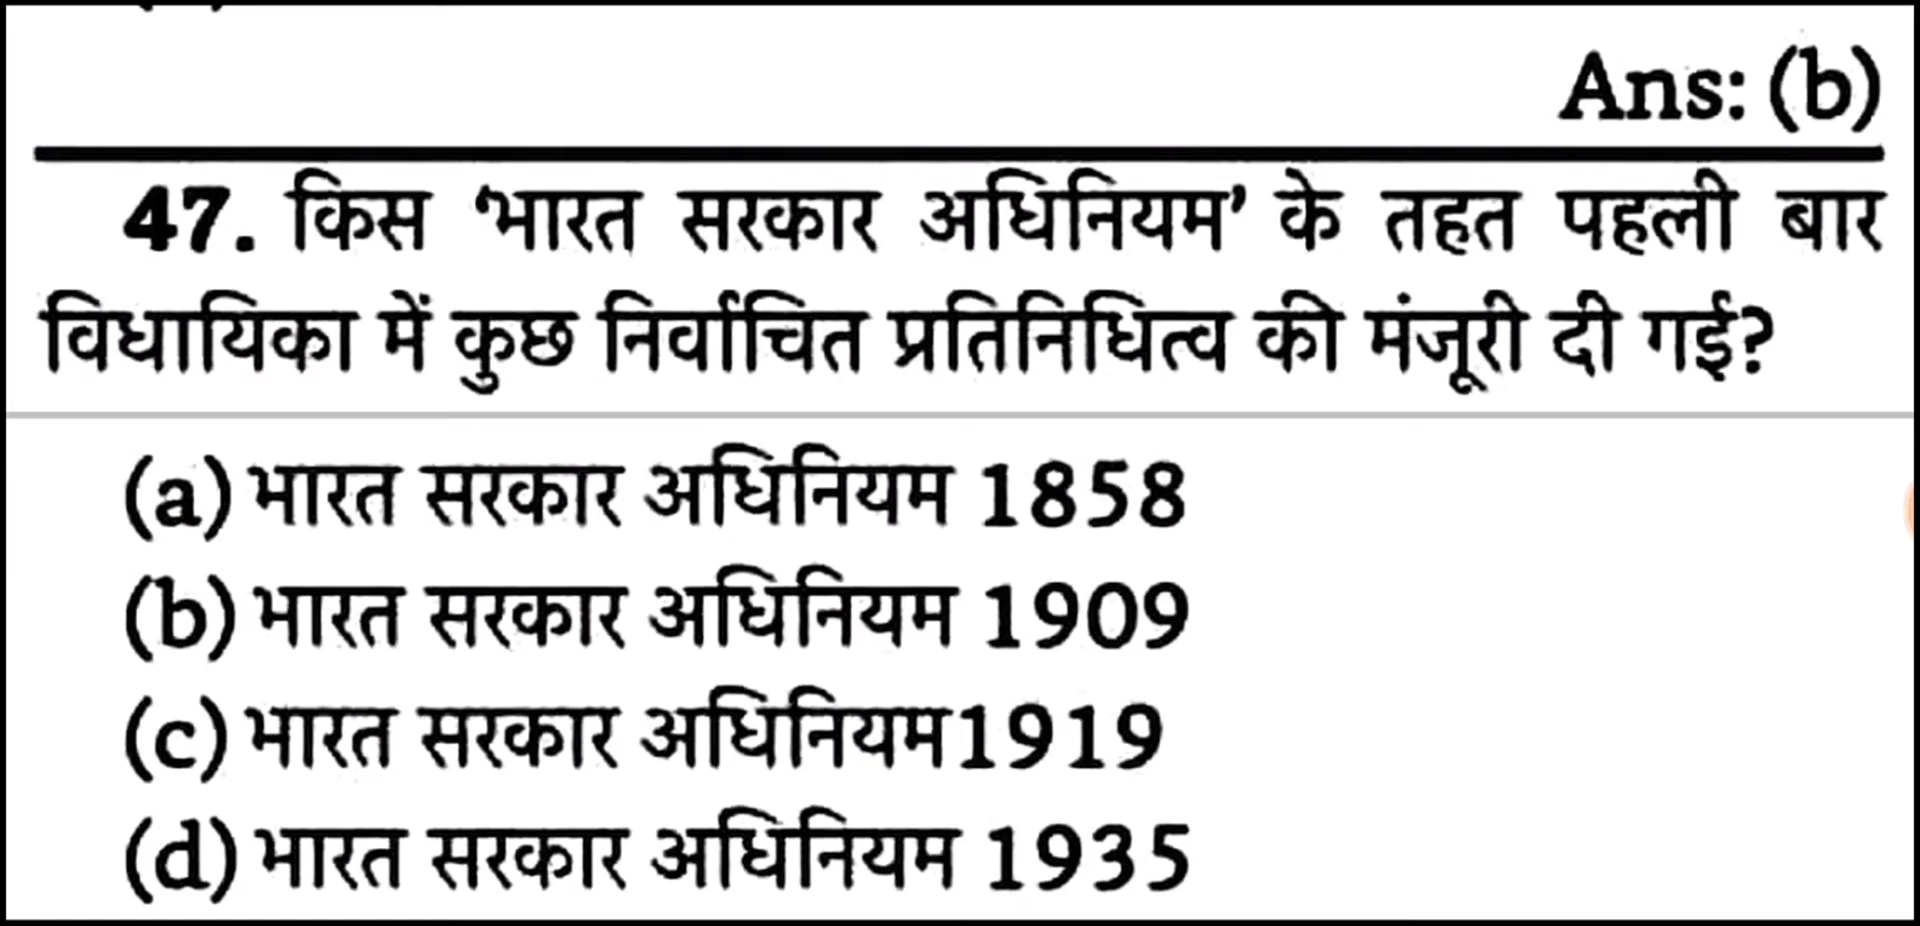 Ans: (b)
47. किस 'भारत सरकार अधिनियम' के तहत पहली बार
विधायिका में कुछ निर्वाचित प्रतिनिधित्व की मंजूरी दी गई?
(a) भारत सरकार अधिनियम 1858
(b) भारत सरकार अधिनियम 1909
(c) भारत सरकार अधिनियम1919
(d) भारत सरकार अधिनियम 1935